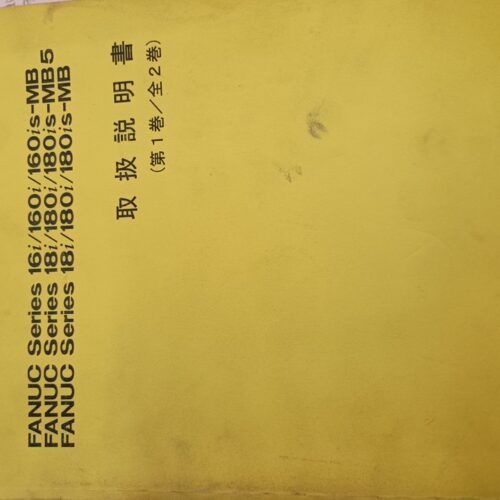 FANUC Series 16i/160i/160is-MB
FANUC Series 18i/180i/180is-MB5
FANUC Series 18i/180i/180is-MB
取扱説明書
(第1巻/全2巻)